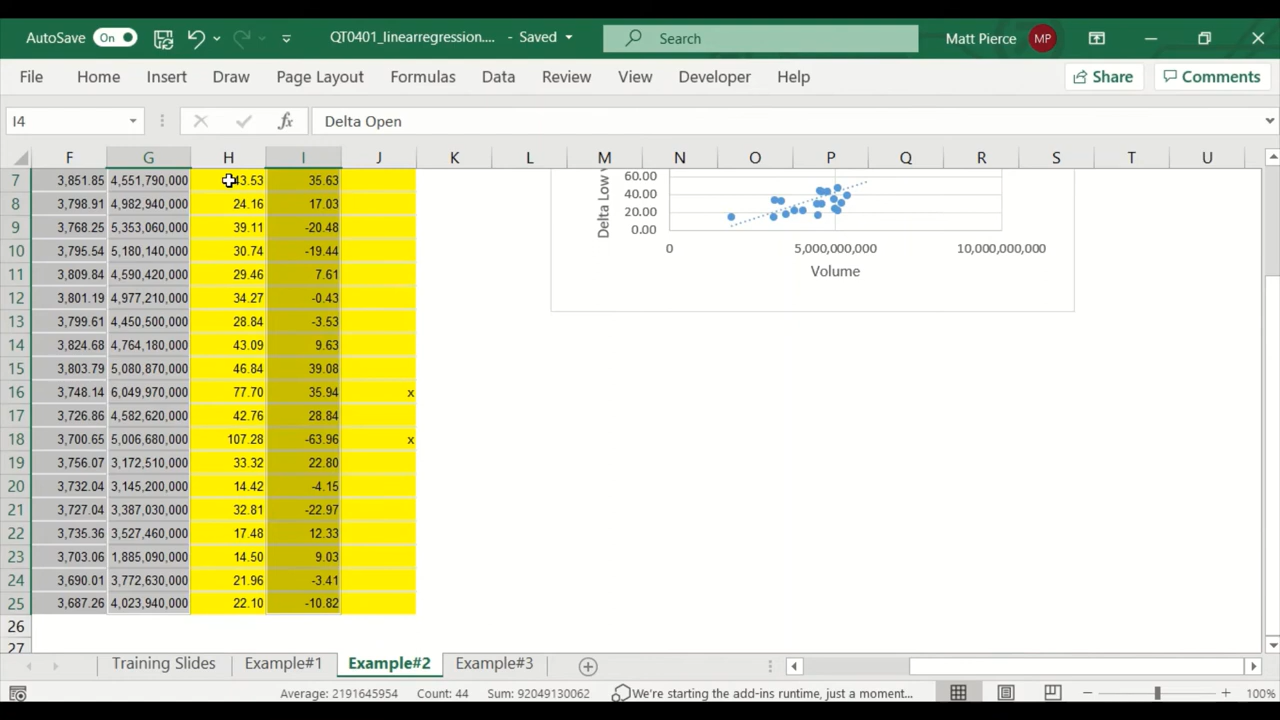 AutoSave On QT0401_linearregression.... - Saved Search Matt Pierce MP
File Home Insert Draw Page Layout Formulas Data Review View Developer Help Share Comments
I4 fx Delta Open
F G H I J K L M N O P Q R S T U
7 3,851.85 4,551,790,000 43.53 35.63
8 3,798.91 4,982,940,000 24.16 17.03
9 3,768.25 5,353,060,000 39.11 -20.48
10 3,795.54 5,180,140,000 30.74 -19.44
11 3,809.84 4,590,420,000 29.46 7.61
12 3,801.19 4,977,210,000 34.27 -0.43
13 3,799.61 4,450,500,000 28.84 -3.53
14 3,824.68 4,764,180,000 43.09 9.63
15 3,803.79 5,080,870,000 46.84 39.08
16 3,748.14 6,049,970,000 77.70 35.94 x
17 3,726.86 4,582,620,000 42.76 28.84
18 3,700.65 5,006,680,000 107.28 -63.96 x
19 3,756.07 3,172,510,000 33.32 22.80
20 3,732.04 3,145,200,000 14.42 -4.15
21 3,727.04 3,387,030,000 32.81 -22.97
22 3,735.36 3,527,460,000 17.48 12.33
23 3,703.06 1,885,090,000 14.50 9.03
24 3,690.01 3,772,630,000 21.96 -3.41
25 3,687.26 4,023,940,000 22.10 -10.82
26
27
Delta Low
60.00
40.00
20.00
0.00
0 5,000,000,000 10,000,000,000
Volume
Training Slides Example#1 Example#2 Example#3
Average: 2191645954 Count: 44 Sum: 92049130062 We're starting the add-ins runtime, just a moment... 100%